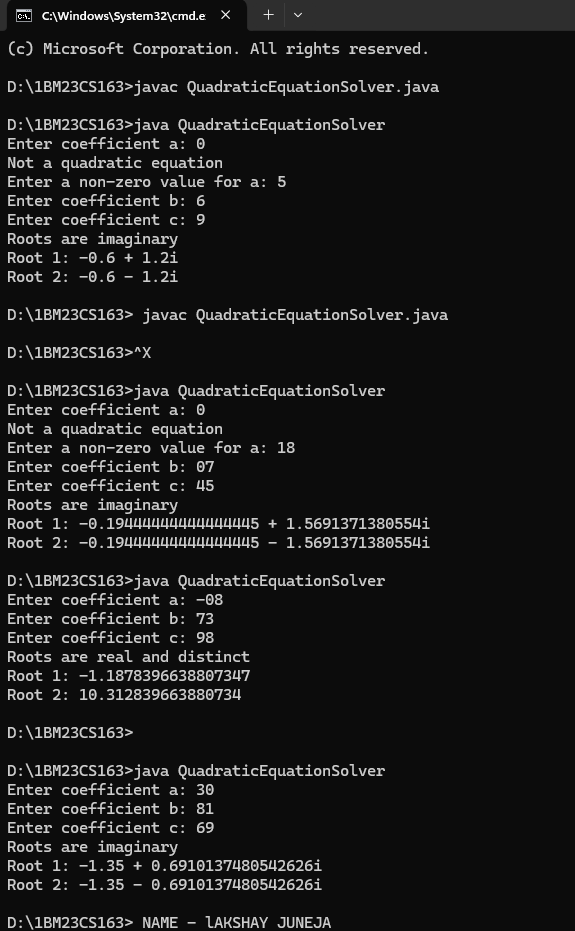 C:\Windows\System32\cmd.e
(c) Microsoft Corporation. All rights reserved.
D:\1BM23CS163>javac QuadraticEquationSolver.java
D:\1BM23CS163>java QuadraticEquationSolver
Enter coefficient a: 0
Not a quadratic equation
Enter a non-zero value for a: 5
Enter coefficient b: 6
Enter coefficient c: 9
Roots are imaginary
Root 1: -0.6 + 1.2i
Root 2: -0.6 - 1.2i
D:\1BM23CS163> javac QuadraticEquationSolver.java
D:\1BM23CS163>^X
D:\1BM23CS163>java QuadraticEquationSolver
Enter coefficient a: 0
Not a quadratic equation
Enter a non-zero value for a: 18
Enter coefficient b: 07
Enter coefficient c: 45
Roots are imaginary
Root 1: -0.19444444444444445 + 1.5691371380554i
Root 2: -0.19444444444444445 - 1.5691371380554i
D:\1BM23CS163>java QuadraticEquationSolver
Enter coefficient a: -08
Enter coefficient b: 73
Enter coefficient c: 98
Roots are real and distinct
Root 1: -1.1878396638807347
Root 2: 10.312839663880734
D:\1BM23CS163>
D:\1BM23CS163>java QuadraticEquationSolver
Enter coefficient a: 30
Enter coefficient b: 81
Enter coefficient c: 69
Roots are imaginary
Root 1: -1.35 + 0.6910137480542626i
Root 2: -1.35 - 0.6910137480542626i
D:\1BM23CS163> NAME - lAKSHAY JUNEJA